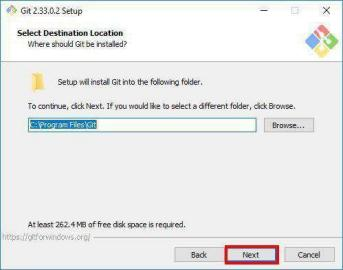 Git 2.33.0.2 Setup
Select Destination Location
Where should Git be installed?
Setup will install Git into the following folder.
To continue, click Next. If you would like to select a different folder, click Browse.
C:\Program Files\Git
Browse...
At least 262.4 MB of free disk space is required.
https://gitforwindows.org/
Back
Next
Cancel